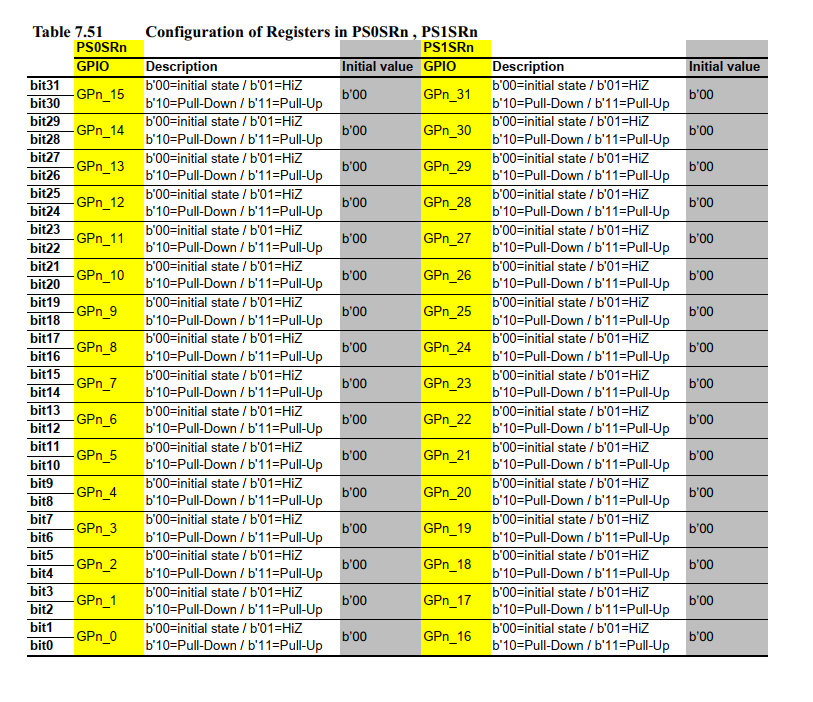 Table 7.51 Configuration of Registers in PS0SRn , PS1SRn
PS0SRn PS1SRn
GPIO Description Initial value GPIO Description Initial value
bit31 b'00=initial state / b'01=HiZ b'00=initial state / b'01=HiZ
GPn_15 b'00 GPn_31 b'00
bit30 b'10=Pull-Down / b'11=Pull-Up b'10=Pull-Down / b'11=Pull-Up
bit29 b'00=initial state / b'01=HiZ b'00=initial state / b'01=HiZ
GPn_14 b'00 GPn_30 b'00
bit28 b'10=Pull-Down / b'11=Pull-Up b'10=Pull-Down / b'11=Pull-Up
bit27 b'00=initial state / b'01=HiZ b'00=initial state / b'01=HiZ
GPn_13 b'00 GPn_29 b'00
bit26 b'10=Pull-Down / b'11=Pull-Up b'10=Pull-Down / b'11=Pull-Up
bit25 b'00=initial state / b'01=HiZ b'00=initial state / b'01=HiZ
GPn_12 b'00 GPn_28 b'00
bit24 b'10=Pull-Down / b'11=Pull-Up b'10=Pull-Down / b'11=Pull-Up
bit23 b'00=initial state / b'01=HiZ b'00=initial state / b'01=HiZ
GPn_11 b'00 GPn_27 b'00
bit22 b'10=Pull-Down / b'11=Pull-Up b'10=Pull-Down / b'11=Pull-Up
bit21 b'00=initial state / b'01=HiZ b'00=initial state / b'01=HiZ
GPn_10 b'00 GPn_26 b'00
bit20 b'10=Pull-Down / b'11=Pull-Up b'10=Pull-Down / b'11=Pull-Up
bit19 b'00=initial state / b'01=HiZ b'00=initial state / b'01=HiZ
GPn_9 b'00 GPn_25 b'00
bit18 b'10=Pull-Down / b'11=Pull-Up b'10=Pull-Down / b'11=Pull-Up
bit17 b'00=initial state / b'01=HiZ b'00=initial state / b'01=HiZ
GPn_8 b'00 GPn_24 b'00
bit16 b'10=Pull-Down / b'11=Pull-Up b'10=Pull-Down / b'11=Pull-Up
bit15 b'00=initial state / b'01=HiZ b'00=initial state / b'01=HiZ
GPn_7 b'00 GPn_23 b'00
bit14 b'10=Pull-Down / b'11=Pull-Up b'10=Pull-Down / b'11=Pull-Up
bit13 b'00=initial state / b'01=HiZ b'00=initial state / b'01=HiZ
GPn_6 b'00 GPn_22 b'00
bit12 b'10=Pull-Down / b'11=Pull-Up b'10=Pull-Down / b'11=Pull-Up
bit11 b'00=initial state / b'01=HiZ b'00=initial state / b'01=HiZ
GPn_5 b'00 GPn_21 b'00
bit10 b'10=Pull-Down / b'11=Pull-Up b'10=Pull-Down / b'11=Pull-Up
bit9 b'00=initial state / b'01=HiZ b'00=initial state / b'01=HiZ
GPn_4 b'00 GPn_20 b'00
bit8 b'10=Pull-Down / b'11=Pull-Up b'10=Pull-Down / b'11=Pull-Up
bit7 b'00=initial state / b'01=HiZ b'00=initial state / b'01=HiZ
GPn_3 b'00 GPn_19 b'00
bit6 b'10=Pull-Down / b'11=Pull-Up b'10=Pull-Down / b'11=Pull-Up
bit5 b'00=initial state / b'01=HiZ b'00=initial state / b'01=HiZ
GPn_2 b'00 GPn_18 b'00
bit4 b'10=Pull-Down / b'11=Pull-Up b'10=Pull-Down / b'11=Pull-Up
bit3 b'00=initial state / b'01=HiZ b'00=initial state / b'01=HiZ
GPn_1 b'00 GPn_17 b'00
bit2 b'10=Pull-Down / b'11=Pull-Up b'10=Pull-Down / b'11=Pull-Up
bit1 b'00=initial state / b'01=HiZ b'00=initial state / b'01=HiZ
GPn_0 b'00 GPn_16 b'00
bit0 b'10=Pull-Down / b'11=Pull-Up b'10=Pull-Down / b'11=Pull-Up